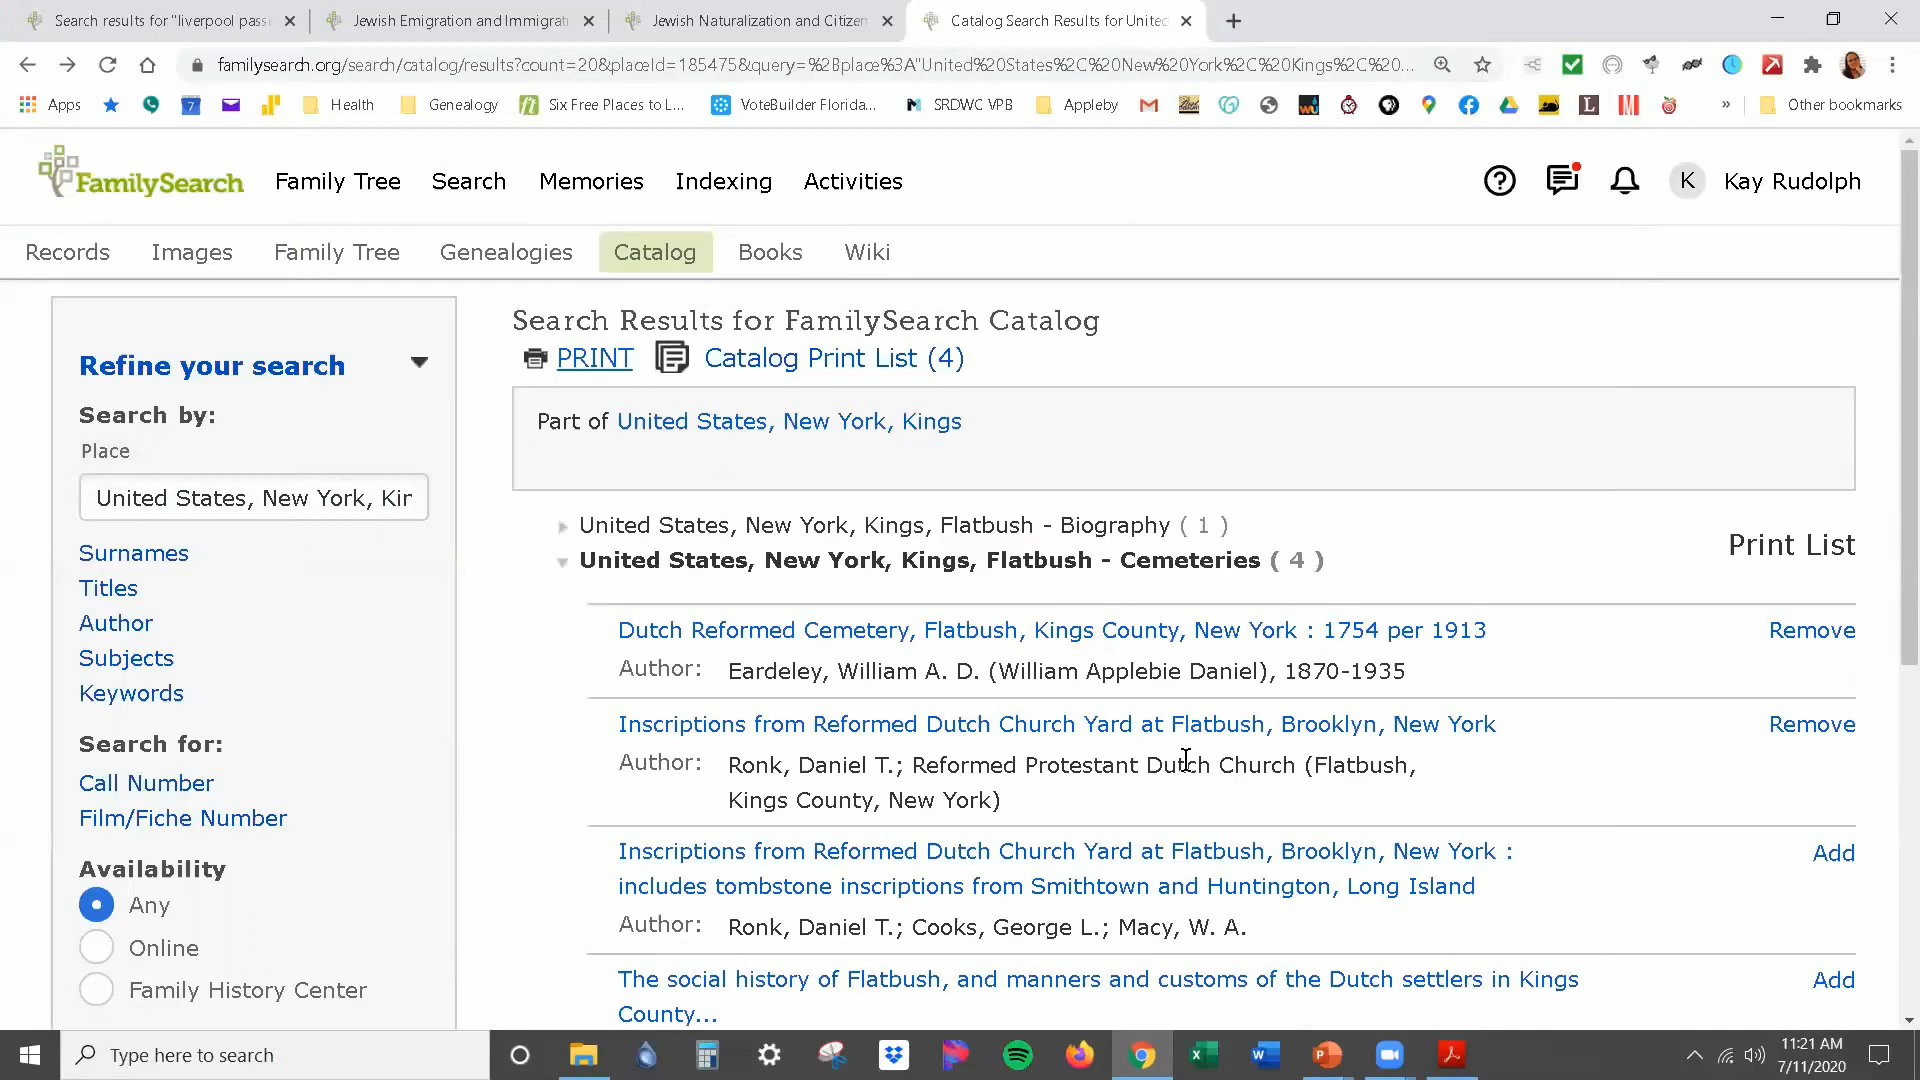 Search results for "liverpool pass
Jewish Emigration and Immigrat
Jewish Naturalization and Citizen
Catalog Search Results for United
familysearch.org/search/catalog/results?count=20&placeId=185475&query=%2Bplace%3A"United%20States%2C%20New%20York%2C%20Kings%2C%20...
Apps
Health
Genealogy
Six Free Places to L...
VoteBuilder Florida...
SRDWC VPB
Appleby
»
Other bookmarks
FamilySearch
Family Tree
Search
Memories
Indexing
Activities
K
Kay Rudolph
Records
Images
Family Tree
Genealogies
Catalog
Books
Wiki
Refine your search
Search by:
Place
United States, New York, Kin
Surnames
Titles
Author
Subjects
Keywords
Search for:
Call Number
Film/Fiche Number
Availability
Any
Online
Family History Center
Search Results for FamilySearch Catalog
PRINT Catalog Print List (4)
Part of United States, New York, Kings
United States, New York, Kings, Flatbush - Biography ( 1 )
United States, New York, Kings, Flatbush - Cemeteries ( 4 )
Print List
Dutch Reformed Cemetery, Flatbush, Kings County, New York : 1754 per 1913
Remove
Author: Eardeley, William A. D. (William Applebie Daniel), 1870-1935
Inscriptions from Reformed Dutch Church Yard at Flatbush, Brooklyn, New York
Remove
Author: Ronk, Daniel T.; Reformed Protestant Dutch Church (Flatbush,
Kings County, New York)
Inscriptions from Reformed Dutch Church Yard at Flatbush, Brooklyn, New York :
Add
includes tombstone inscriptions from Smithtown and Huntington, Long Island
Author: Ronk, Daniel T.; Cooks, George L.; Macy, W. A.
The social history of Flatbush, and manners and customs of the Dutch settlers in Kings
Add
County...
Type here to search
11:21 AM
7/11/2020